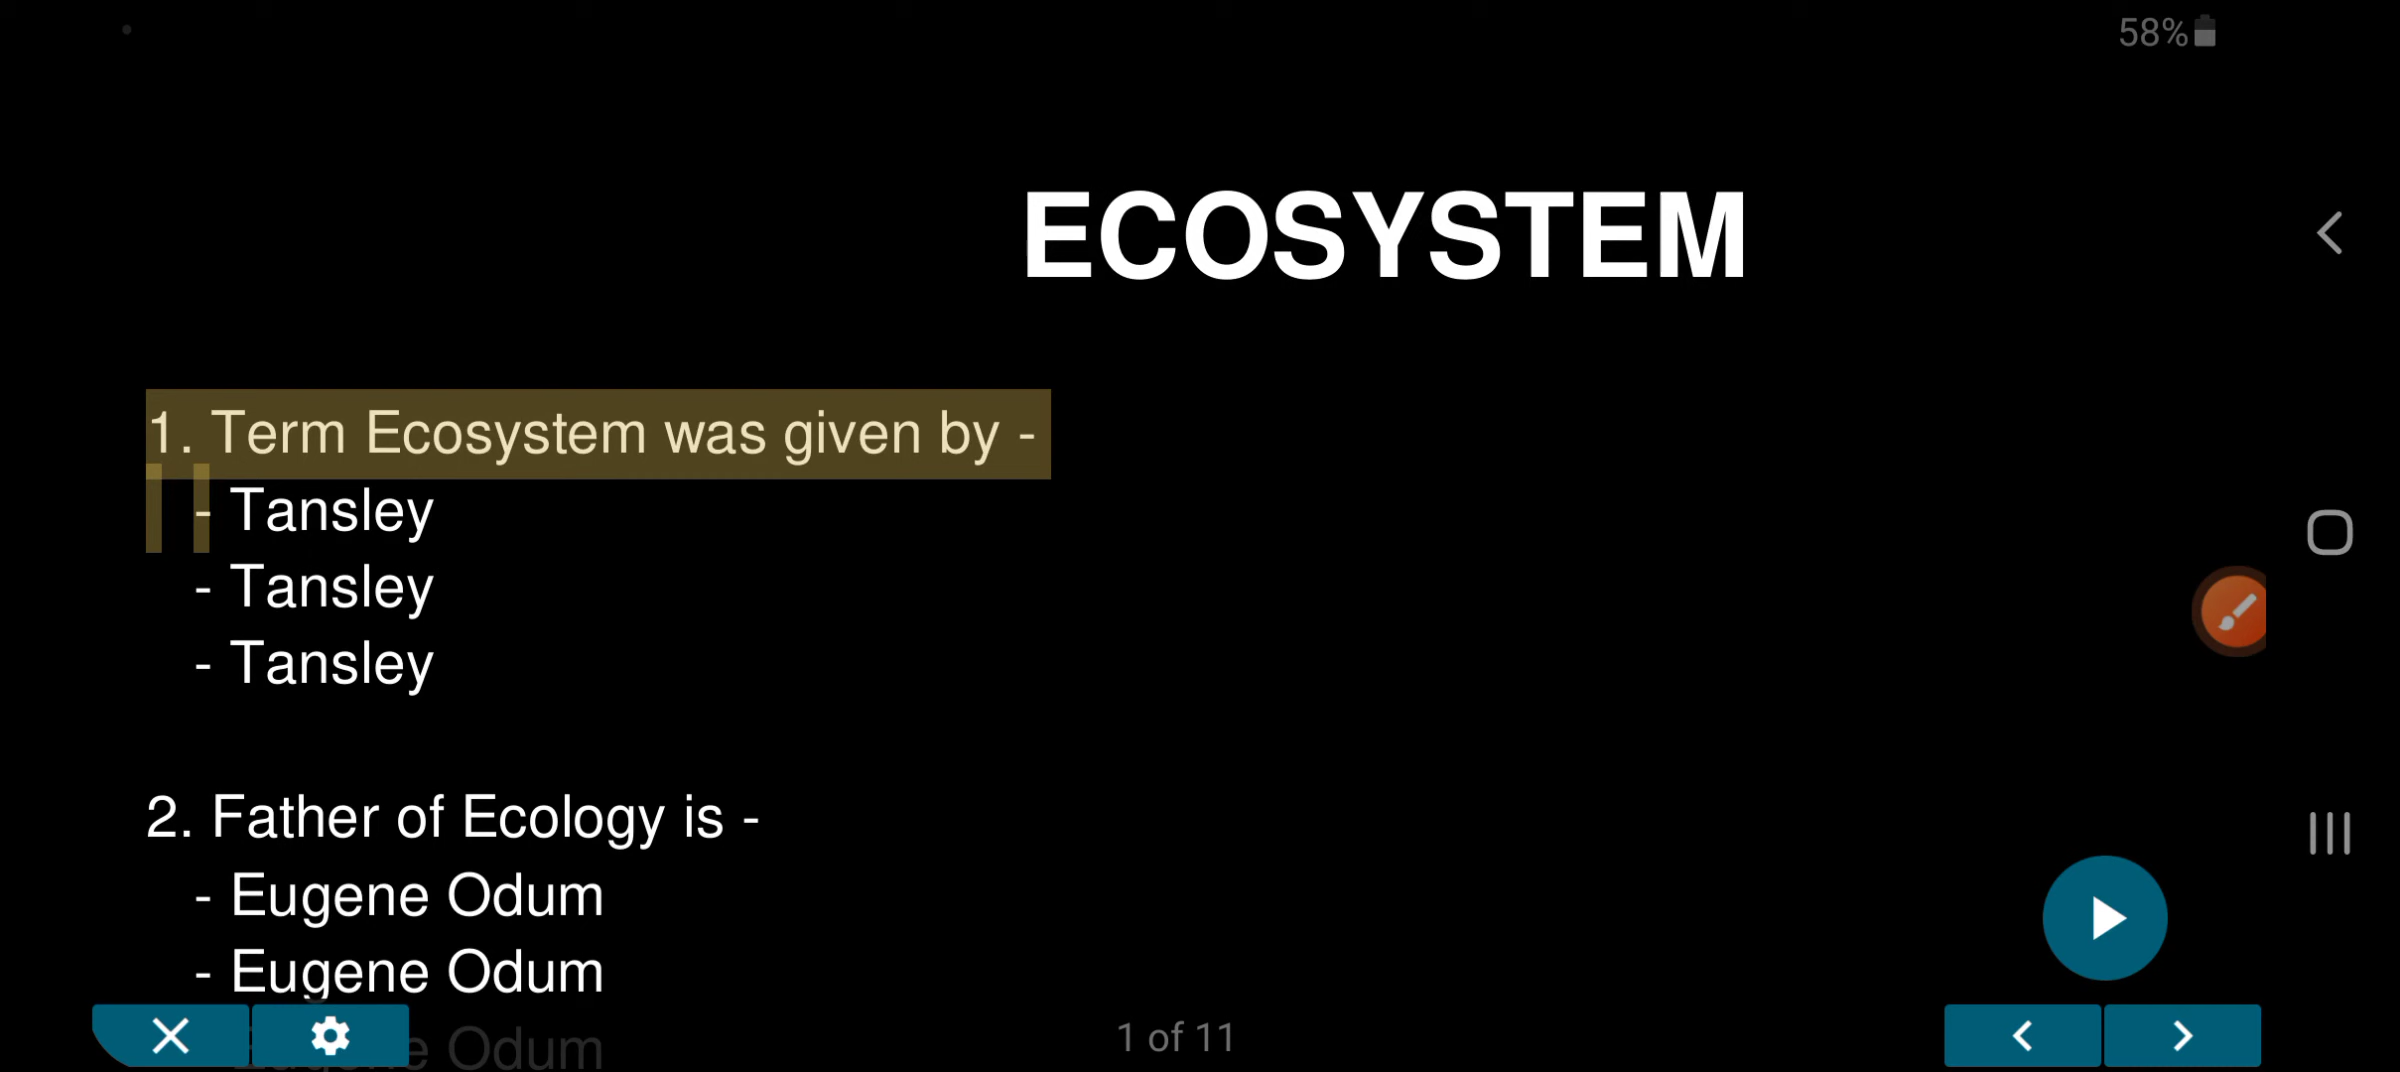 58%
ECOSYSTEM
1. Term Ecosystem was given by -
- Tansley
- Tansley
- Tansley
2. Father of Ecology is -
- Eugene Odum
- Eugene Odum
Odum
1 of 11